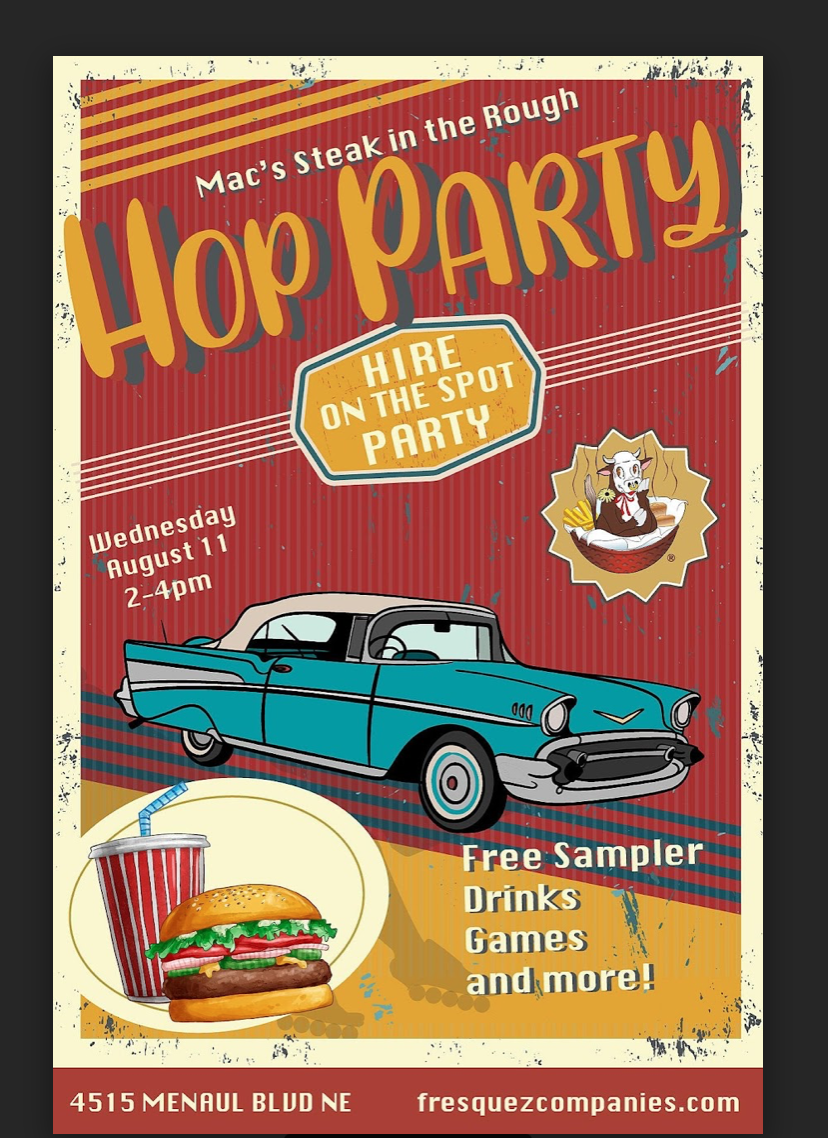 Mac's Steak in the Rough
HOP PARTY
HIRE
ON THE SPOT
PARTY
Wednesday
August 11
2-4pm
®
Free Sampler
Drinks
Games
and more!
4515 MENAUL BLVD NE
fresquezcompanies.com